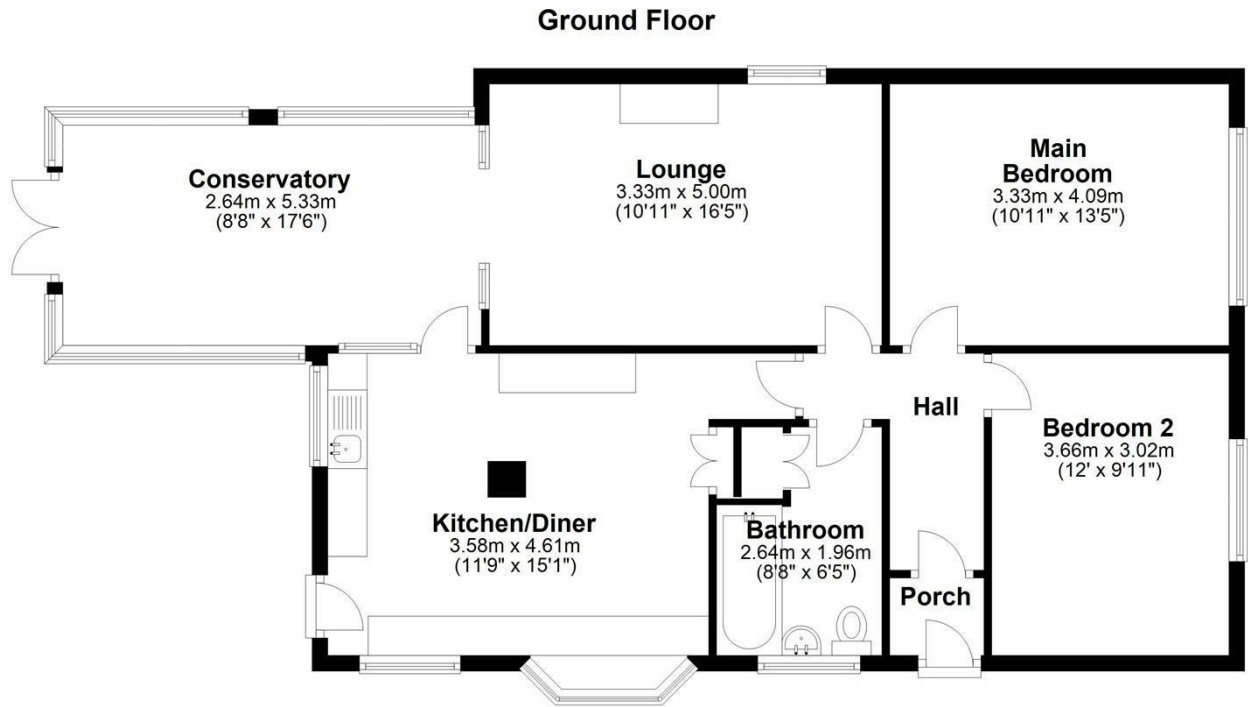 Ground Floor
Conservatory
2.64m x 5.33m
(8'8" x 17'6")
Lounge
3.33m x 5.00m
(10'11" x 16'5")
Main
Bedroom
3.33m x 4.09m
(10'11" x 13'5")
Hall
Bedroom 2
3.66m x 3.02m
(12' x 9'11")
Kitchen/Diner
3.58m x 4.61m
(11'9" x 15'1")
Bathroom
2.64m x 1.96m
(8'8" x 6'5")
Porch